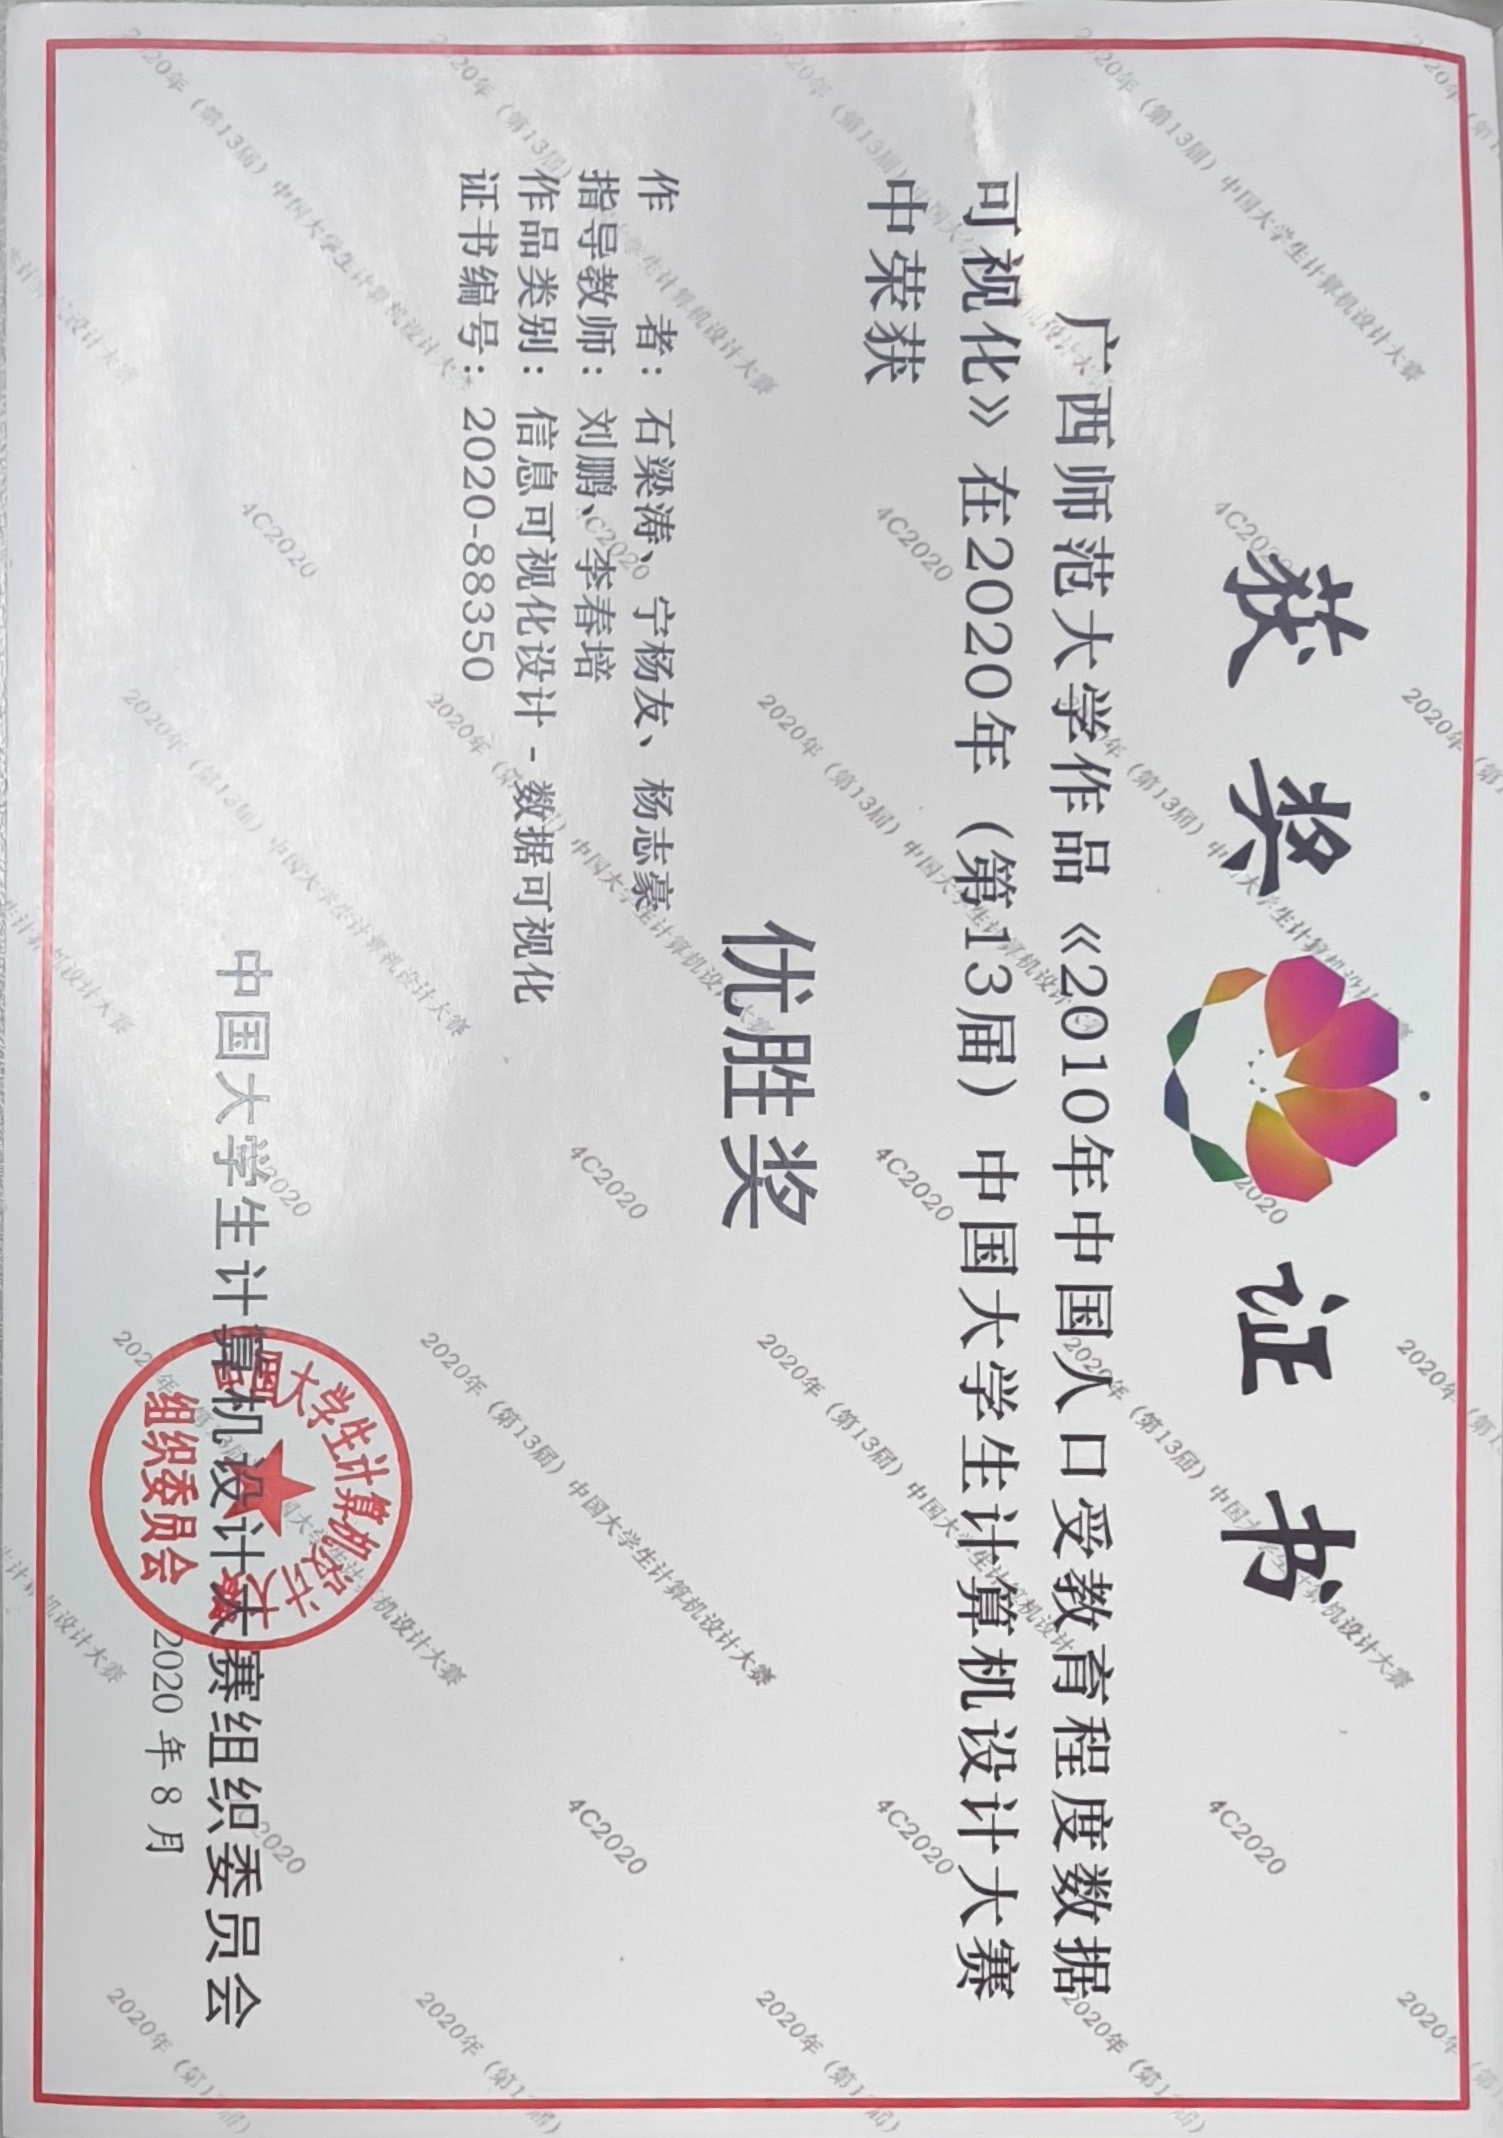 获奖证书
广西师范大学作品《2010年中国人口受教育程度数据
可视化》在2020年（第13届）中国大学生计算机设计大赛
中荣获
优胜奖
作　　者：石梁涛、宁杨友、杨志豪
指导教师：刘鹏、李春培
作品类别：信息可视化设计 - 数据可视化
证书编号：2020-88350
中国大学生计算机设计大赛组织委员会
2020 年 8 月
中国大学生计算机设计大赛
组织委员会
2020年（第13届）中国大学生计算机设计大赛
4C2020